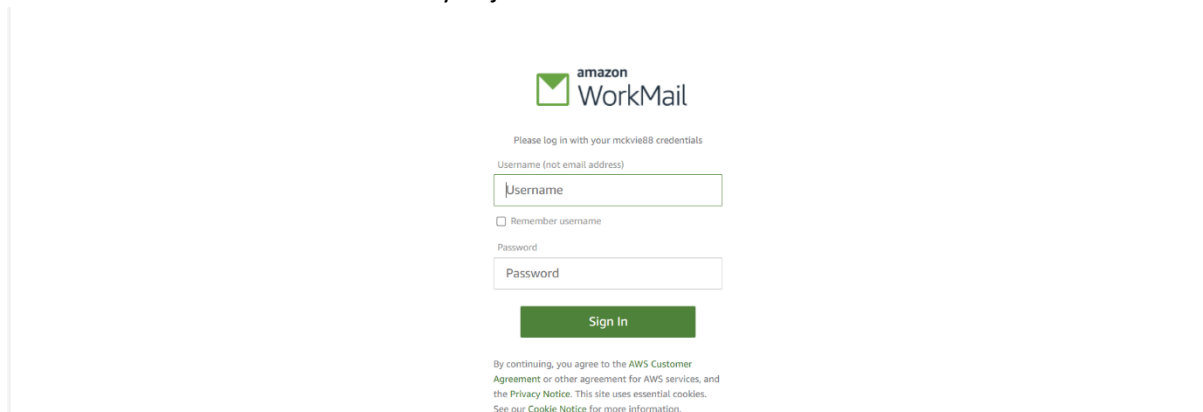 amazon
WorkMail
Please log in with your mckvie88 credentials
Username (not email address)
Username
Remember username
Password
Password
Sign In
By continuing, you agree to the AWS Customer
Agreement or other agreement for AWS services, and
the Privacy Notice. This site uses essential cookies.
See our Cookie Notice for more information.